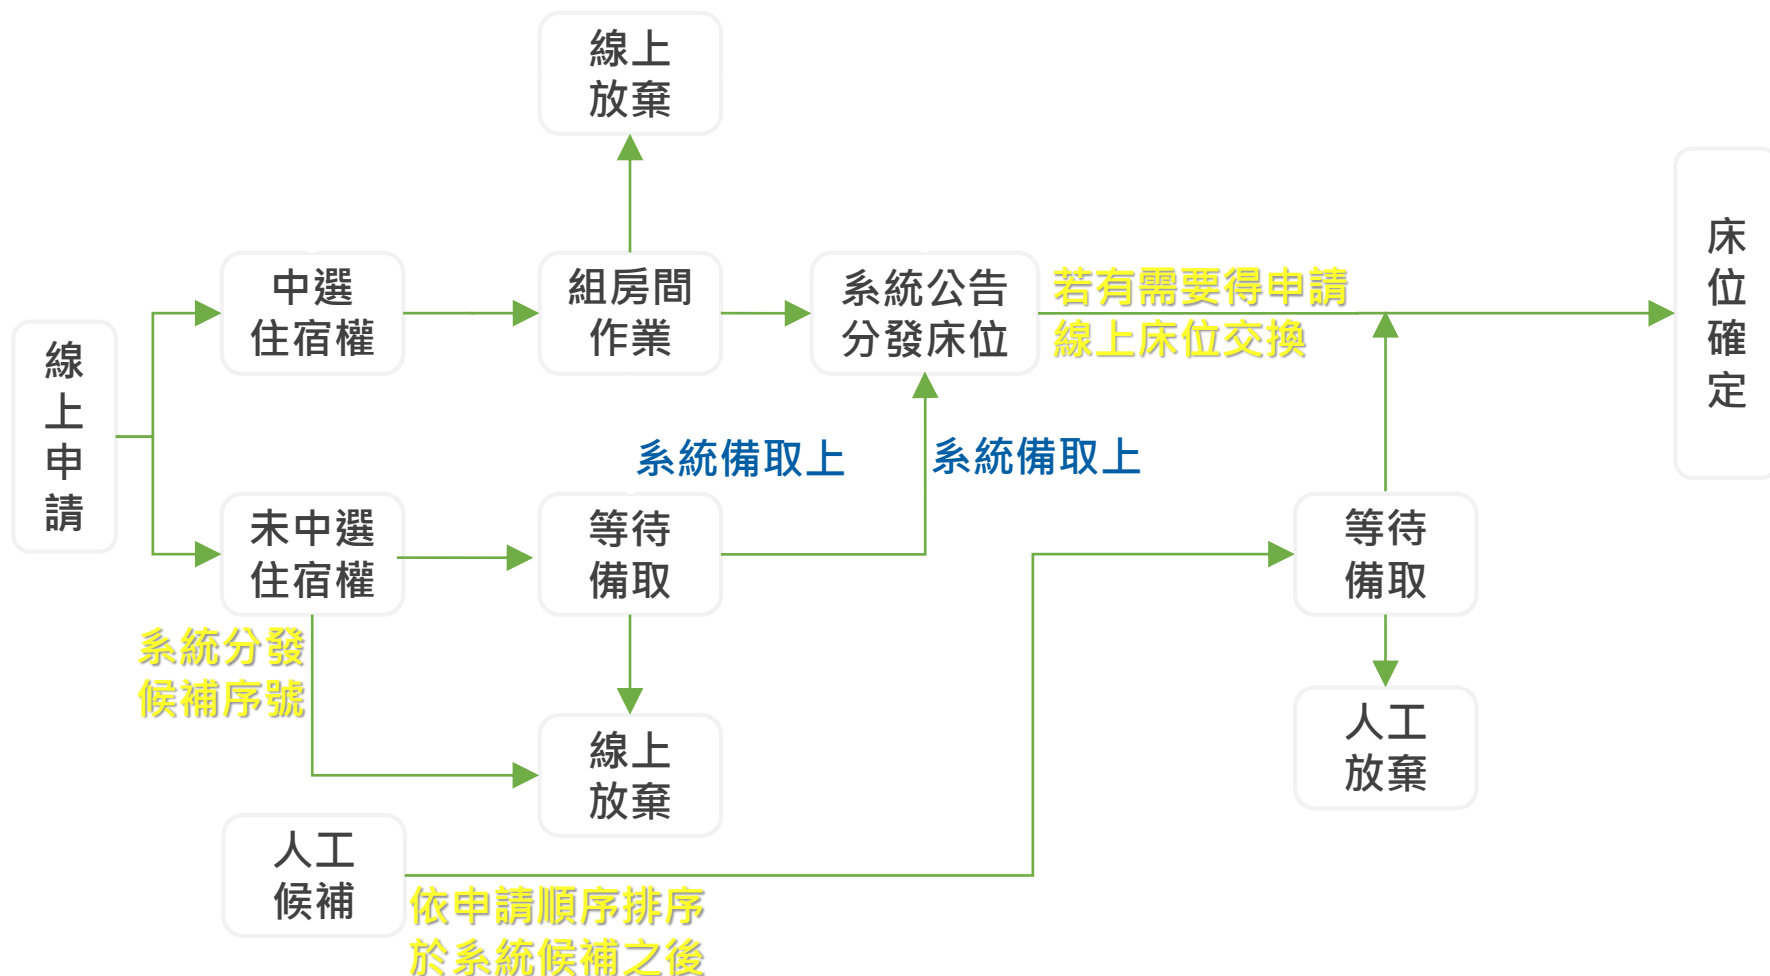 線上
放棄
中選
住宿權
組房間
作業
系統公告
分發床位
若有需要得申請
線上床位交換
床
位
確
定
線
上
申
請
系統備取上
系統備取上
未中選
住宿權
等待
備取
等待
備取
系統分發
候補序號
線上
放棄
人工
放棄
人工
候補
依申請順序排序
於系統候補之後